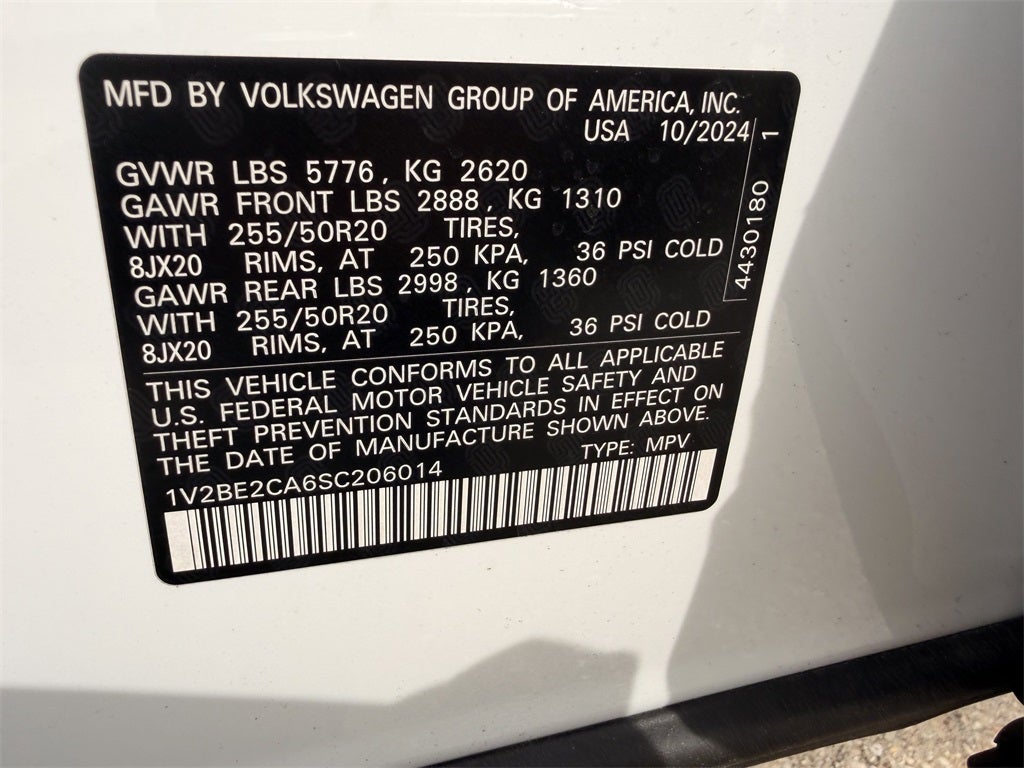 MFD BY VOLKSWAGEN GROUP OF AMERICA, INC.
USA 10/2024
GVWR LBS 5776, KG 2620
GAWR FRONT LBS 2888, KG 1310
WITH 255/50R20 TIRES,
8JX20 RIMS, AT 250 KPA, 36 PSI COLD
GAWR REAR LBS 2998, KG 1360
WITH 255/50R20 TIRES,
8JX20 RIMS, AT 250 KPA, 36 PSI COLD
THIS VEHICLE CONFORMS TO ALL APPLICABLE
U.S. FEDERAL MOTOR VEHICLE SAFETY AND
THEFT PREVENTION STANDARDS IN EFFECT ON
THE DATE OF MANUFACTURE SHOWN ABOVE.
TYPE: MPV
1V2BE2CA6SC206014
4430180 1